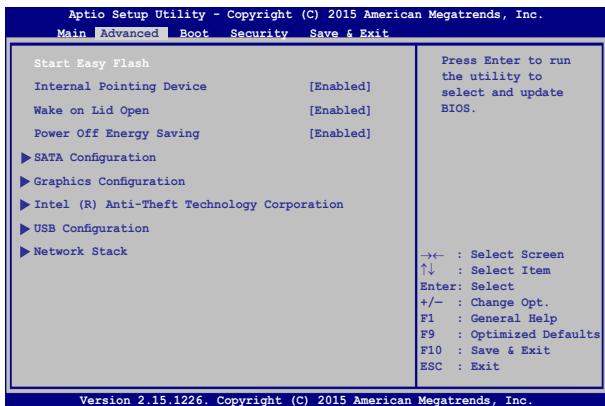 Aptio Setup Utility - Copyright (C) 2015 American Megatrends, Inc.
Main Advanced Boot Security Save & Exit
Start Easy Flash
Internal Pointing Device [Enabled]
Wake on Lid Open [Enabled]
Power Off Energy Saving [Enabled]
SATA Configuration
Graphics Configuration
Intel (R) Anti-Theft Technology Corporation
USB Configuration
Network Stack
Press Enter to run
the utility to
select and update
BIOS.
→← : Select Screen
↑↓ : Select Item
Enter: Select
+/— : Change Opt.
F1 : General Help
F9 : Optimized Defaults
F10 : Save & Exit
ESC : Exit
Version 2.15.1226. Copyright (C) 2015 American Megatrends, Inc.